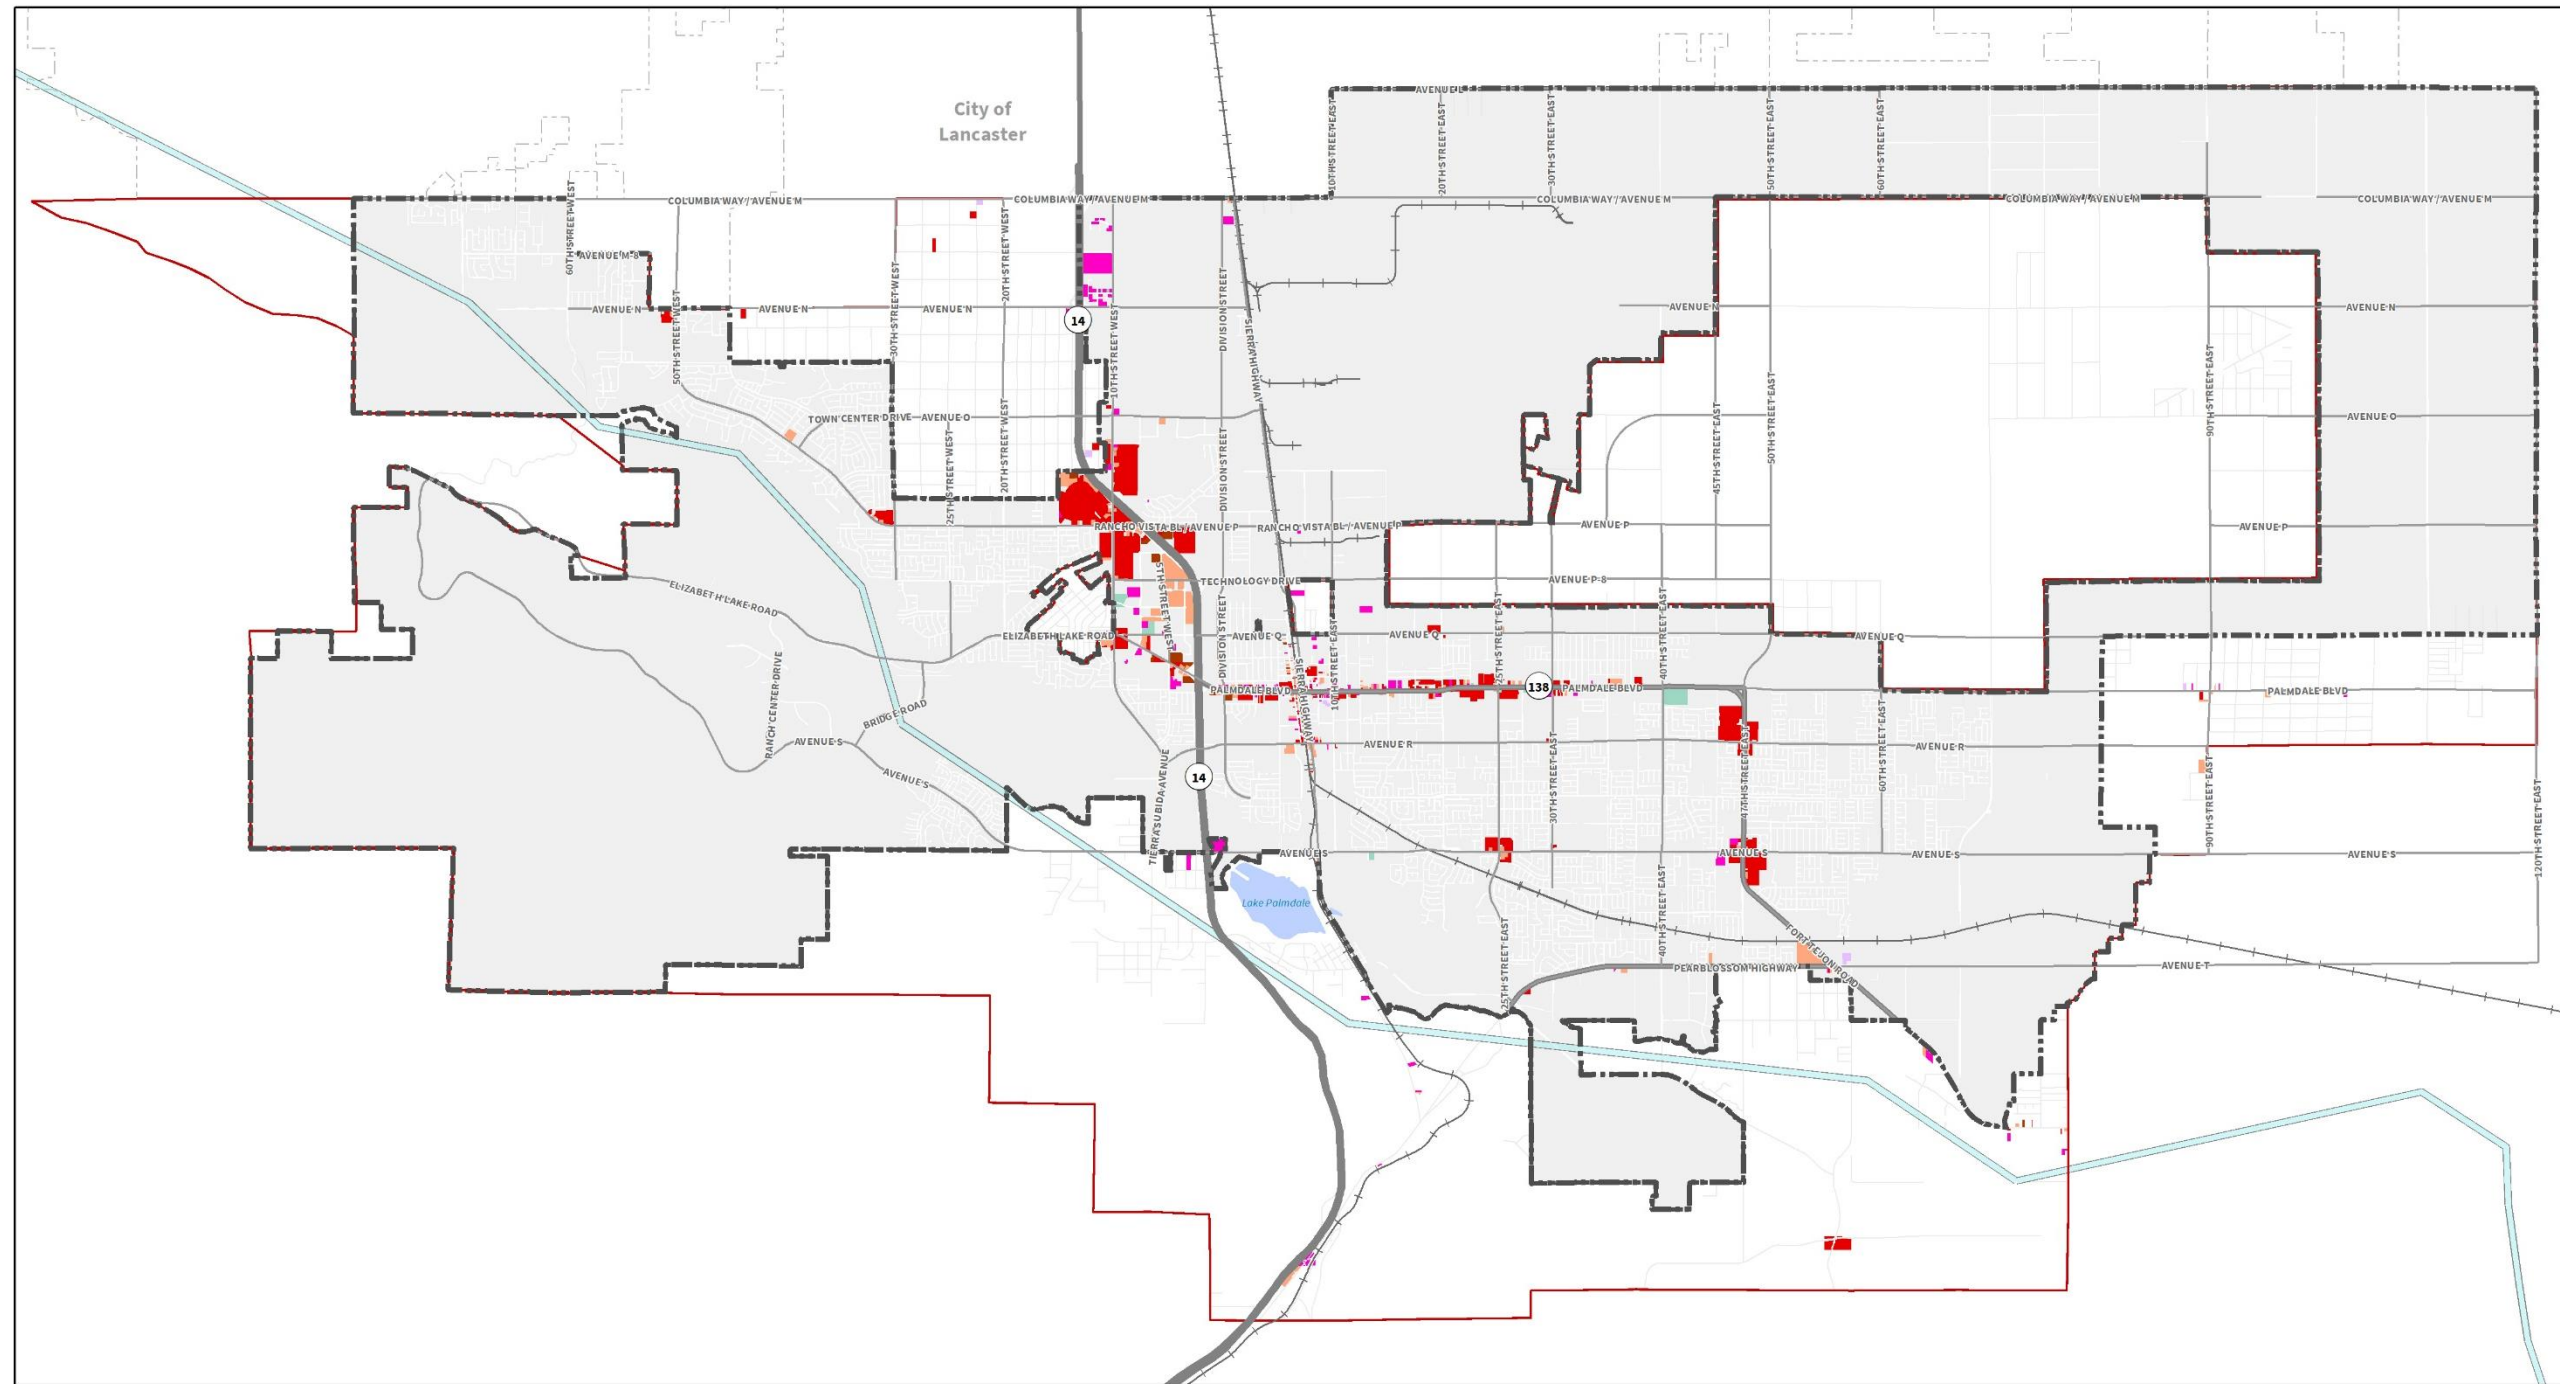 City of
Lancaster
AVENUE L
10TH STREET EAST
20TH STREET EAST
30TH STREET EAST
50TH STREET EAST
60TH STREET EAST
60TH STREET WEST
COLUMBIA WAY / AVENUE M
COLUMBIA WAY / AVENUE M
COLUMBIA WAY / AVENUE M
COLUMBIA WAY / AVENUE M
COLUMBIA WAY / AVENUE M
AVENUE M-8
20TH STREET WEST
AVENUE N
50TH STREET WEST
AVENUE N
30TH STREET WEST
AVENUE N
14
10TH STREET WEST
DIVISION STREET
SIERRA HIGHWAY
AVENUE N
AVENUE N
TOWN CENTER DRIVE
AVENUE O
25TH STREET WEST
20TH STREET WEST
DIVISION STREET
45TH STREET EAST
50TH STREET EAST
90TH STREET EAST
AVENUE O
RANCHO VISTA BL / AVENUE P
RANCHO VISTA BL / AVENUE P
AVENUE P
AVENUE P
ELIZABETH LAKE ROAD
5TH STREET WEST
TECHNOLOGY DRIVE
AVENUE P-8
ELIZABETH LAKE ROAD
DIVISION STREET
AVENUE Q
10TH STREET EAST
AVENUE Q
25TH STREET EAST
40TH STREET EAST
AVENUE Q
RANCH CENTER DRIVE
BRIDGE ROAD
PALMDALE BLVD
SIERRA HIGHWAY
138
PALMDALE BLVD
PALMDALE BLVD
AVENUE S
AVENUE S
TIERRA SUBIDA AVENUE
14
AVENUE R
30TH STREET EAST
47TH STREET EAST
60TH STREET EAST
AVENUE R
90TH STREET EAST
120TH STREET EAST
AVENUE S
AVENUE S
AVENUE S
AVENUE S
Lake Palmdale
25TH STREET EAST
40TH STREET EAST
FORT TEJON ROAD
PEARBLOSSOM HIGHWAY
AVENUE T